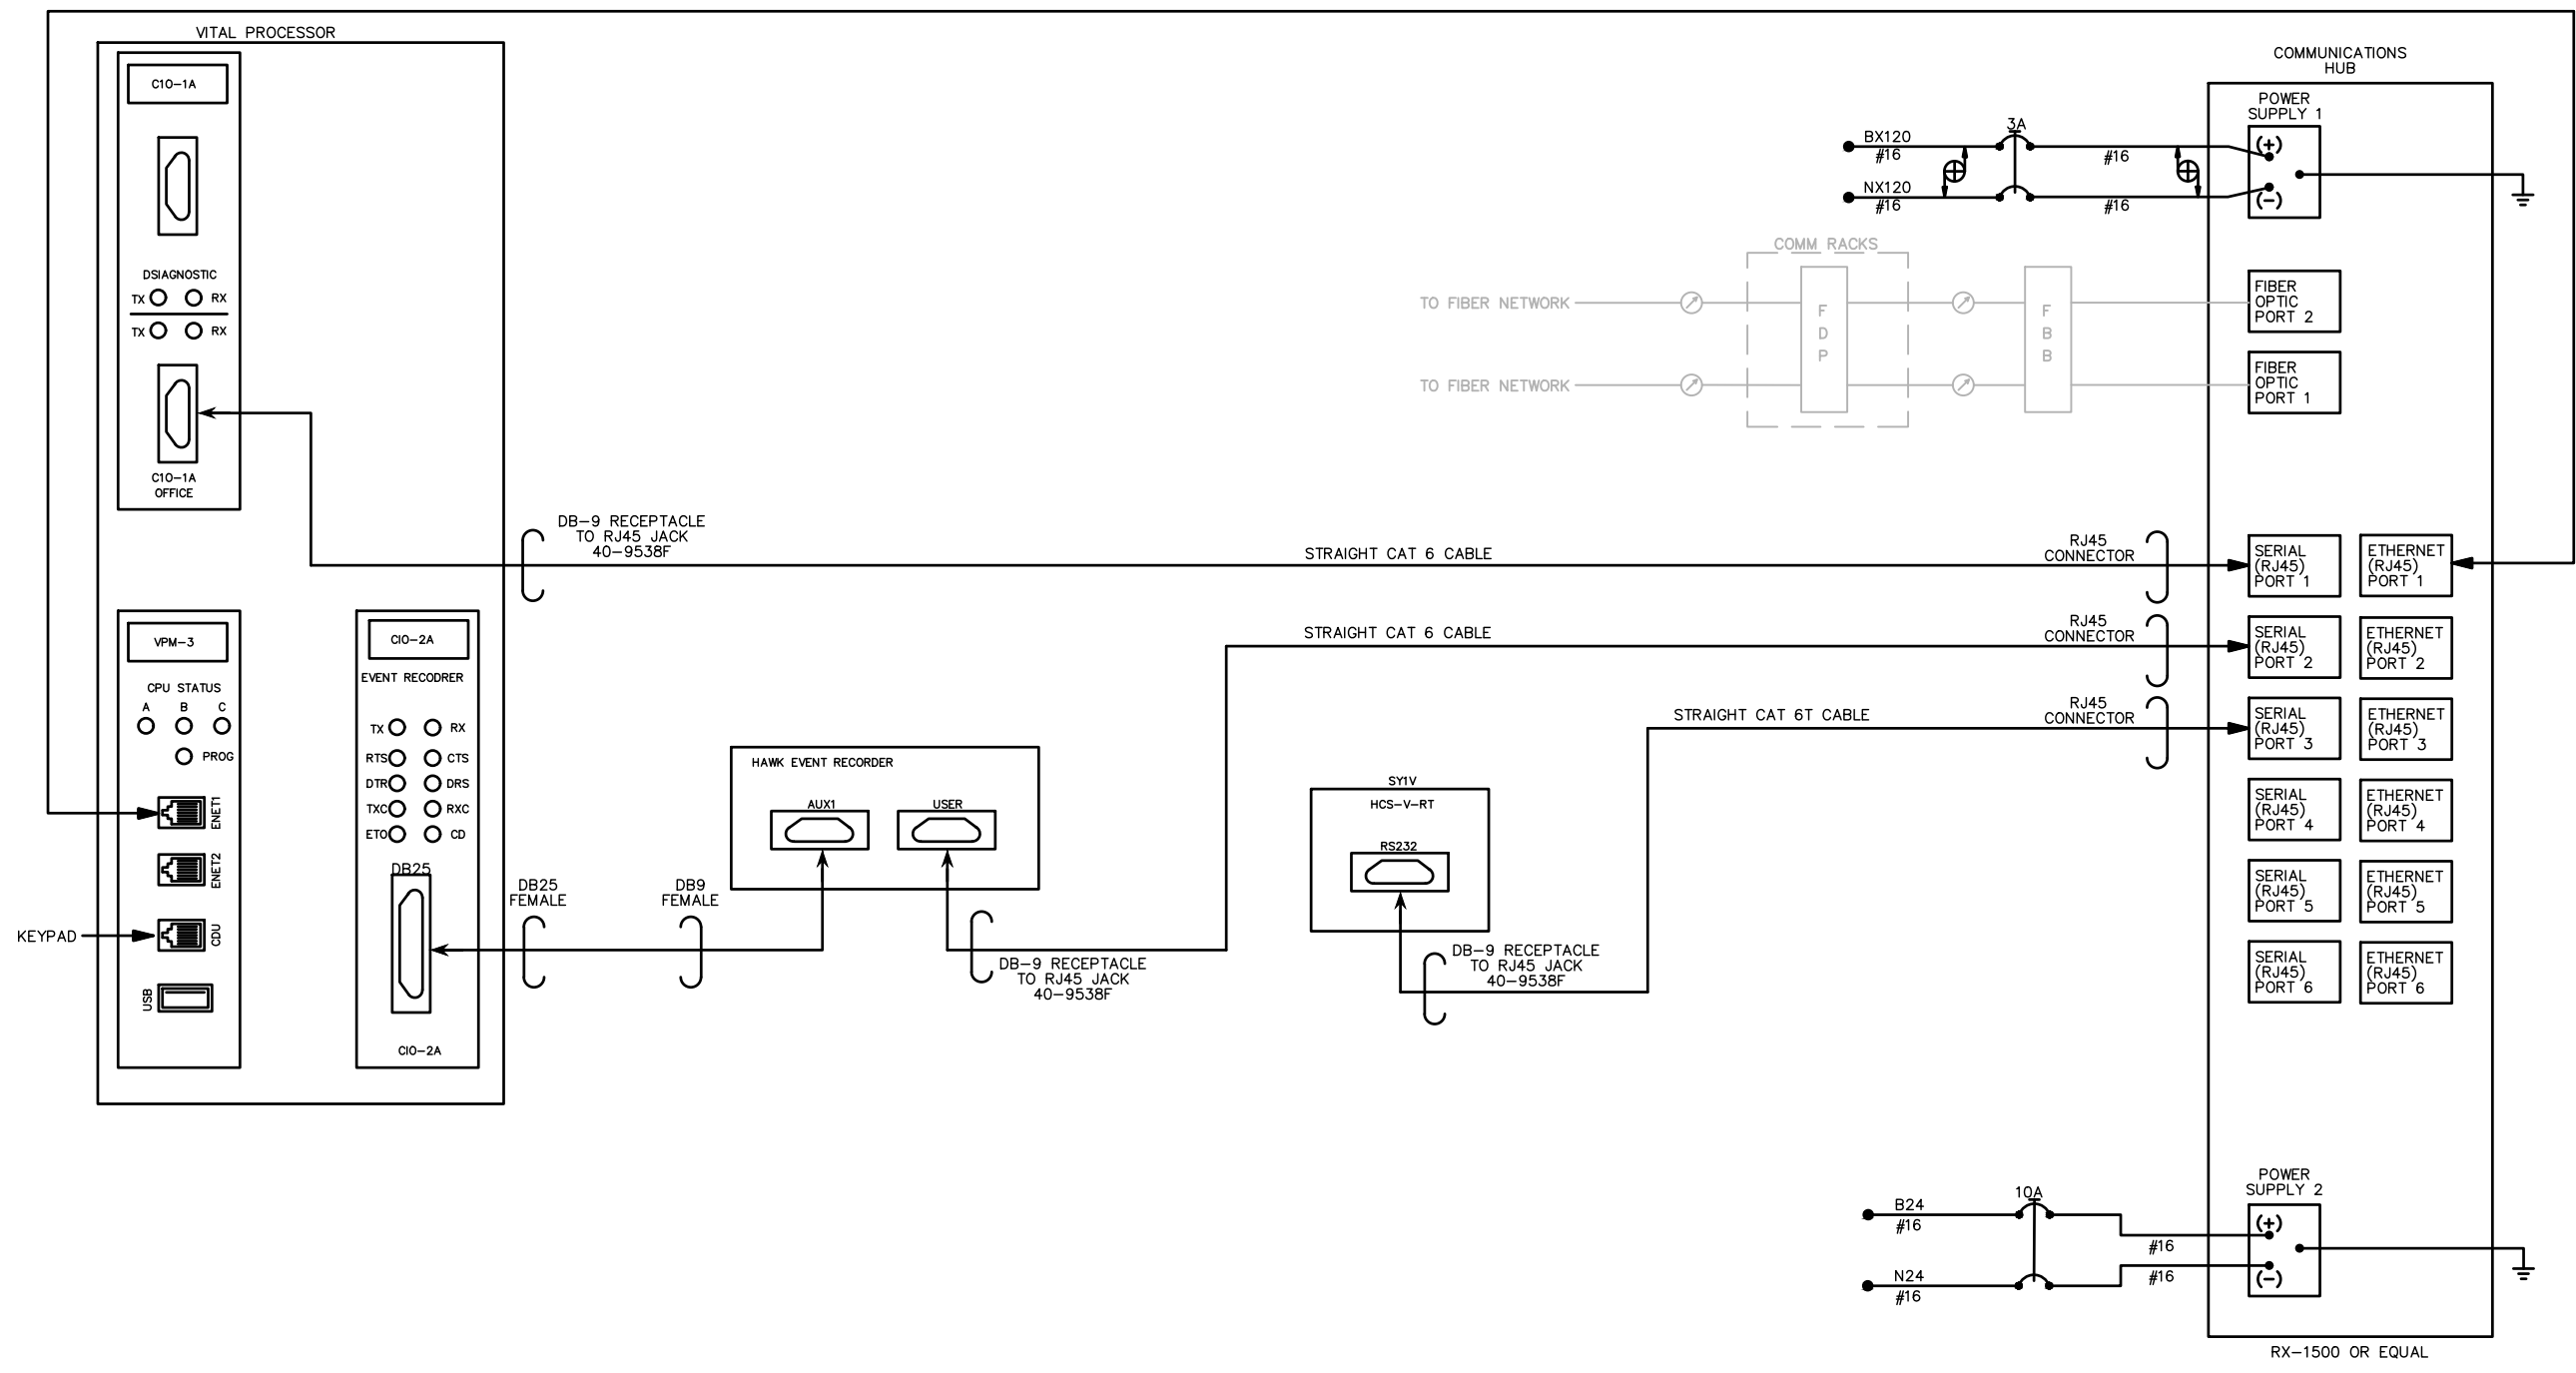 VITAL PROCESSOR
C10-1A
DSIAGNOSTIC
TX RX
TX RX
C10-1A
OFFICE
VPM-3
CPU STATUS
A B C
PROG
ENET1
ENET2
KEYPAD
CDU
USB
CIO-2A
EVENT RECODRER
TX RX
RTS CTS
DTR DRS
TXC RXC
ETO CD
DB25
CIO-2A
DB-9 RECEPTACLE
TO RJ45 JACK
40-9538F
STRAIGHT CAT 6 CABLE
RJ45
CONNECTOR
STRAIGHT CAT 6 CABLE
RJ45
CONNECTOR
STRAIGHT CAT 6T CABLE
RJ45
CONNECTOR
DB25
FEMALE
DB9
FEMALE
HAWK EVENT RECORDER
AUX1
USER
DB-9 RECEPTACLE
TO RJ45 JACK
40-9538F
SY1V
HCS-V-RT
RS232
DB-9 RECEPTACLE
TO RJ45 JACK
40-9538F
BX120
#16
NX120
#16
3A
#16
#16
COMM RACKS
TO FIBER NETWORK
TO FIBER NETWORK
F
D
P
F
B
B
COMMUNICATIONS
HUB
POWER
SUPPLY 1
(+)
(-)
FIBER
OPTIC
PORT 2
FIBER
OPTIC
PORT 1
SERIAL
(RJ45)
PORT 1
ETHERNET
(RJ45)
PORT 1
SERIAL
(RJ45)
PORT 2
ETHERNET
(RJ45)
PORT 2
SERIAL
(RJ45)
PORT 3
ETHERNET
(RJ45)
PORT 3
SERIAL
(RJ45)
PORT 4
ETHERNET
(RJ45)
PORT 4
SERIAL
(RJ45)
PORT 5
ETHERNET
(RJ45)
PORT 5
SERIAL
(RJ45)
PORT 6
ETHERNET
(RJ45)
PORT 6
B24
#16
N24
#16
10A
#16
#16
POWER
SUPPLY 2
(+)
(-)
RX-1500 OR EQUAL